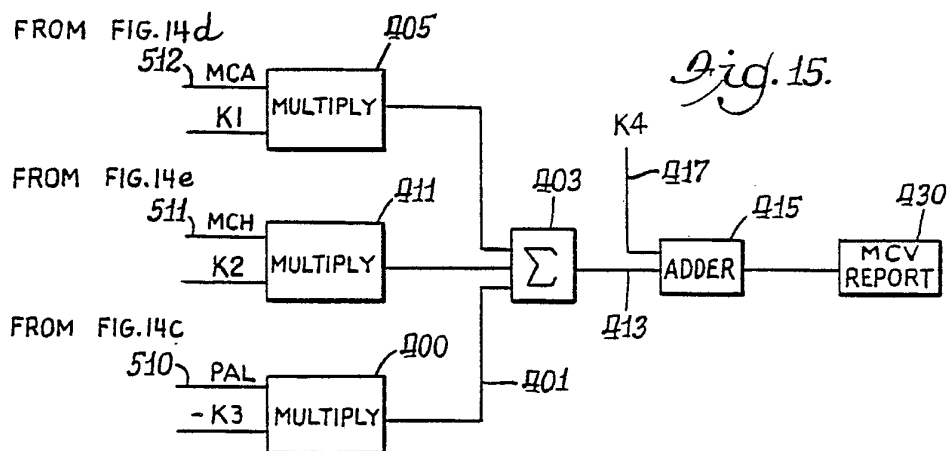 FROM FIG. 14d
512
MCA
K1
MULTIPLY
405
Fig. 15.
FROM FIG. 14e
511
MCH
K2
MULTIPLY
411
K4
417
403
Σ
415
ADDER
430
MCV
REPORT
413
FROM FIG. 14C
510
PAL
-K3
MULTIPLY
400
401